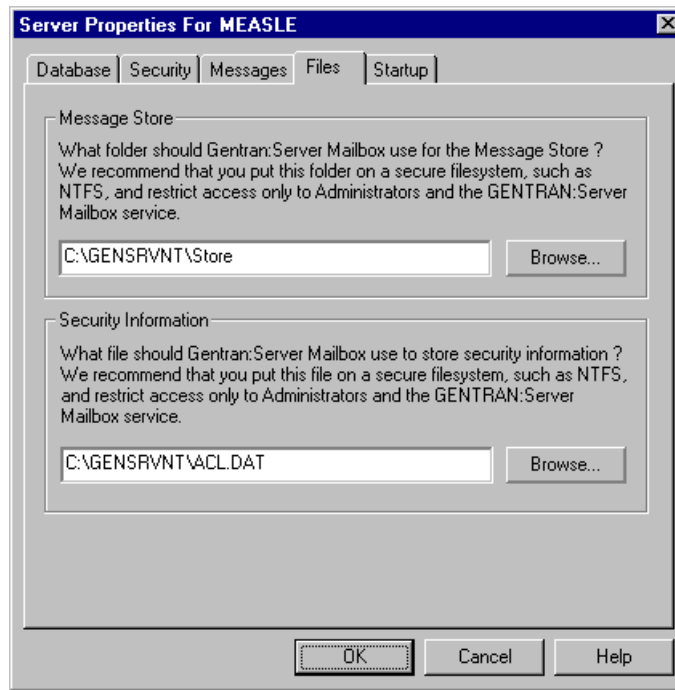 Server Properties For MEASLE
Database Security Messages Files Startup
Message Store
What folder should Gentran:Server Mailbox use for the Message Store ?
We recommend that you put this folder on a secure filesystem, such as
NTFS, and restrict access only to Administrators and the GENTRAN:Server
Mailbox service.
C:\GENSRVNT\Store Browse...
Security Information
What file should Gentran:Server Mailbox use to store security information ?
We recommend that you put this file on a secure filesystem, such as NTFS,
and restrict access only to Administrators and the GENTRAN:Server
Mailbox service.
C:\GENSRVNT\ACL.DAT Browse...
OK Cancel Help